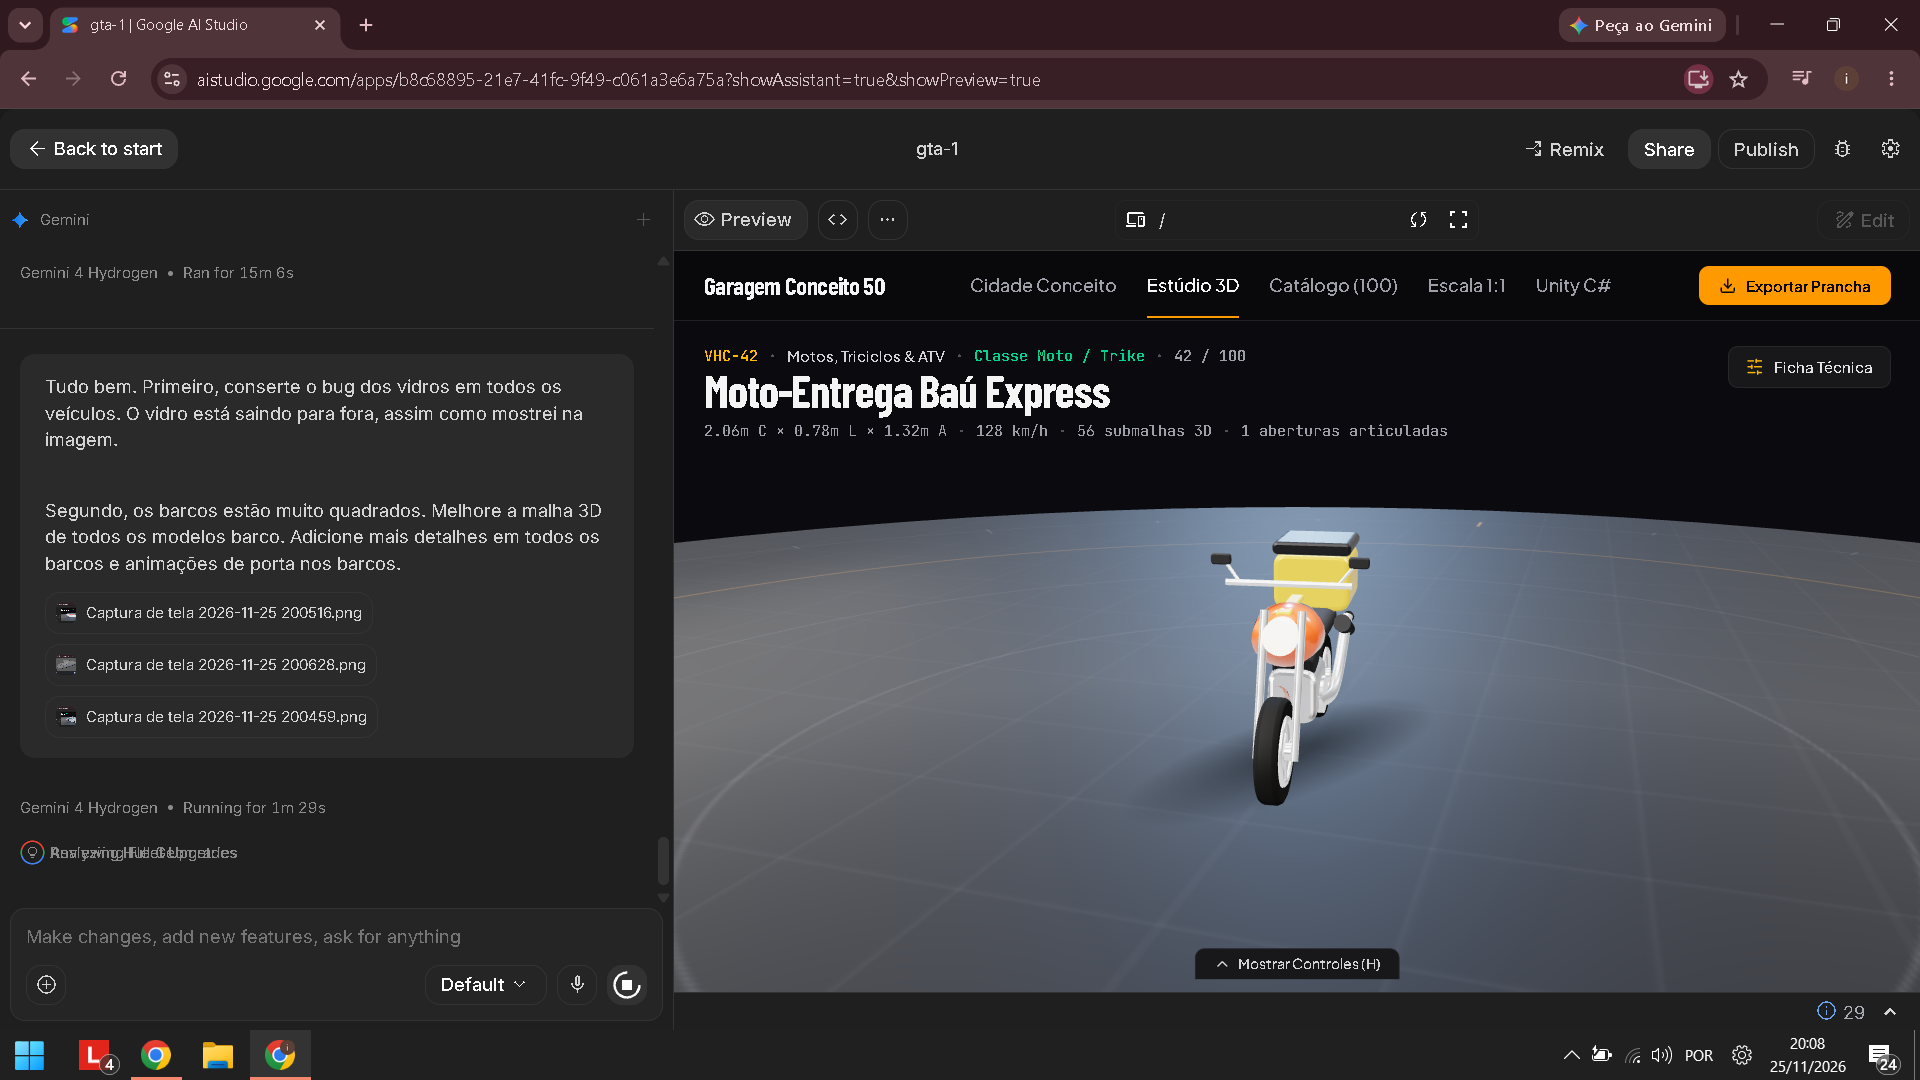 gta-1 | Google AI Studio
Peça ao Gemini
aistudio.google.com/apps/b8c68895-21e7-41fc-9f49-c061a3e6a75a?showAssistant=true&showPreview=true
i
Back to start
gta-1
Remix
Share
Publish
Gemini
Preview
/
Edit
Gemini 4 Hydrogen • Ran for 15m 6s
Tudo bem. Primeiro, conserte o bug dos vidros em todos os
veículos. O vidro está saindo para fora, assim como mostrei na
imagem.
Segundo, os barcos estão muito quadrados. Melhore a malha 3D
de todos os modelos barco. Adicione mais detalhes em todos os
barcos e animações de porta nos barcos.
Captura de tela 2026-11-25 200516.png
Captura de tela 2026-11-25 200628.png
Captura de tela 2026-11-25 200459.png
Gemini 4 Hydrogen • Running for 1m 29s
Make changes, add new features, ask for anything
Default
Garagem Conceito 50
Cidade Conceito
Estúdio 3D
Catálogo (100)
Escala 1:1
Unity C#
Exportar Prancha
VHC-42 · Motos, Triciclos & ATV · Classe Moto / Trike · 42 / 100
Moto-Entrega Baú Express
2.06m C × 0.78m L × 1.32m A · 128 km/h · 56 submalhas 3D · 1 aberturas articuladas
Ficha Técnica
Mostrar Controles (H)
29
L
4
i
POR
20:08
25/11/2026
24